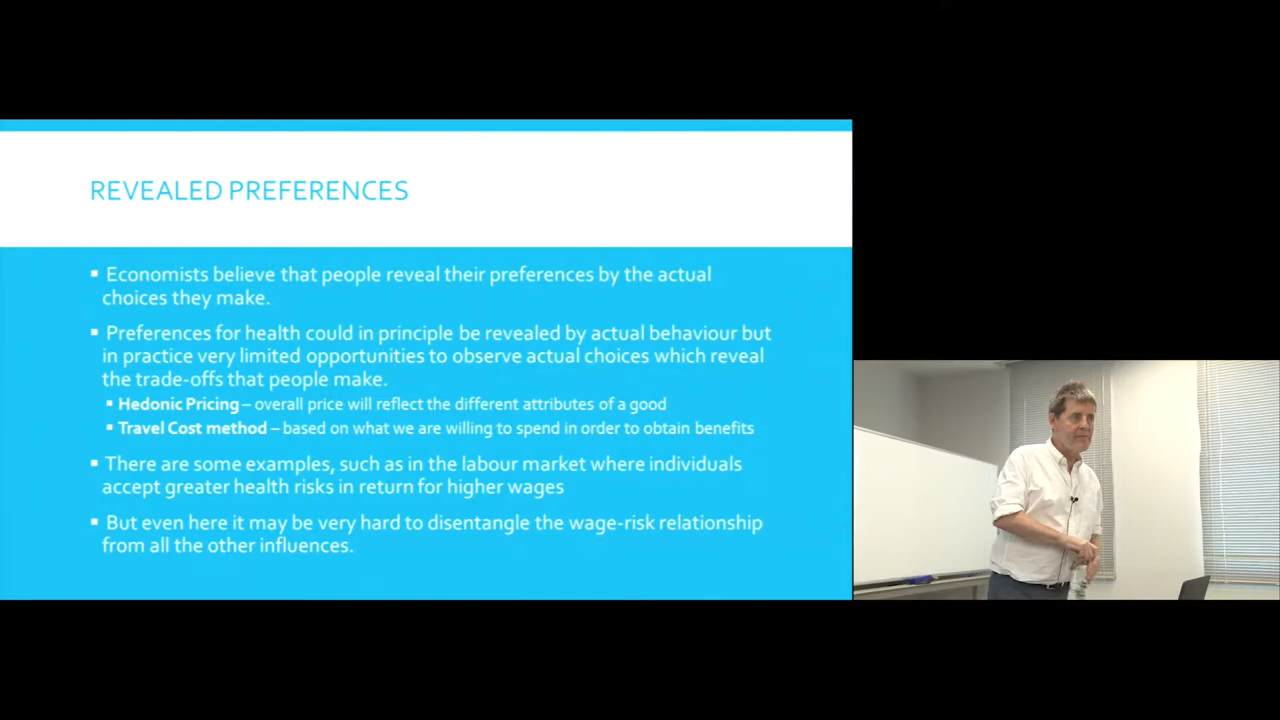 REVEALED PREFERENCES
▪ Economists believe that people reveal their preferences by the actual
choices they make.
▪ Preferences for health could in principle be revealed by actual behaviour but
in practice very limited opportunities to observe actual choices which reveal
the trade-offs that people make.
▪ Hedonic Pricing – overall price will reflect the different attributes of a good
▪ Travel Cost method – based on what we are willing to spend in order to obtain benefits
▪ There are some examples, such as in the labour market where individuals
accept greater health risks in return for higher wages
▪ But even here it may be very hard to disentangle the wage-risk relationship
from all the other influences.